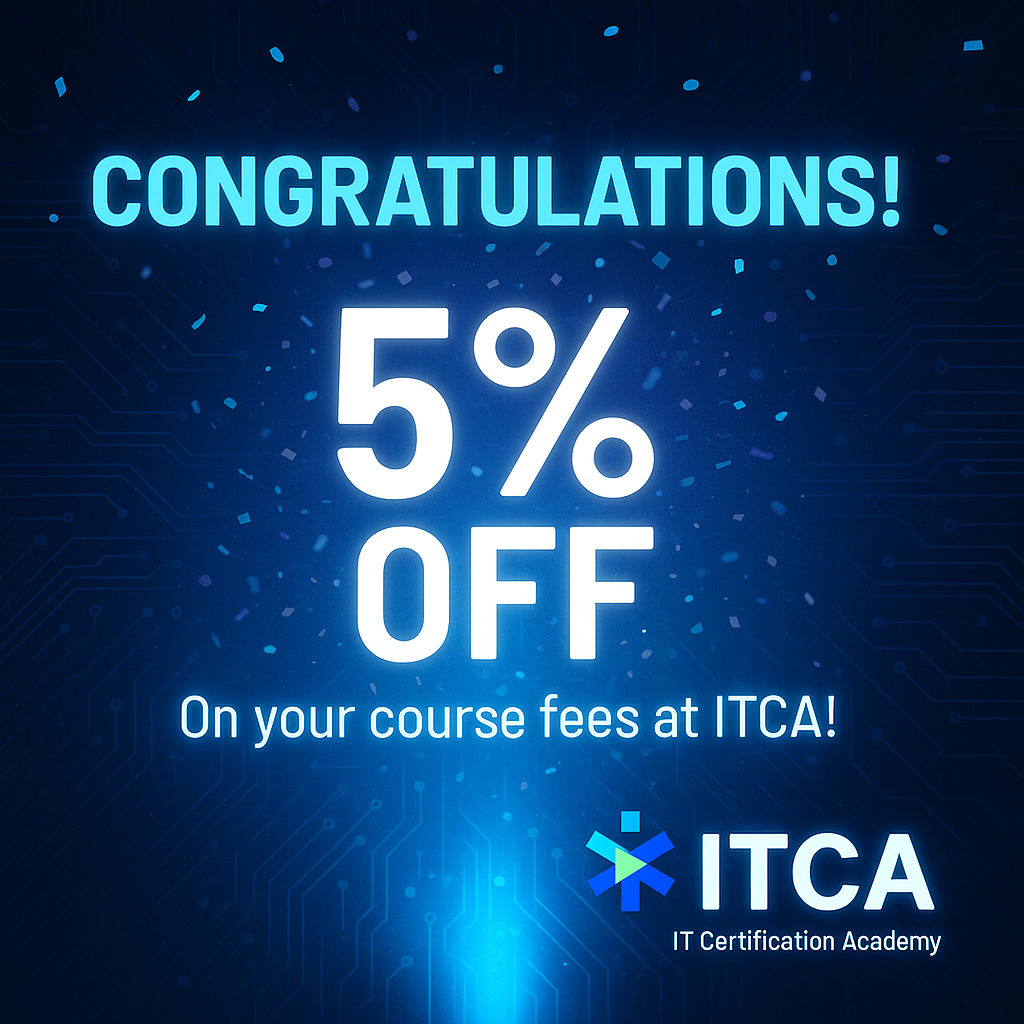 CONGRATULATIONS!
5%
OFF
On your course fees at ITCA!
ITCA
IT Certification Academy